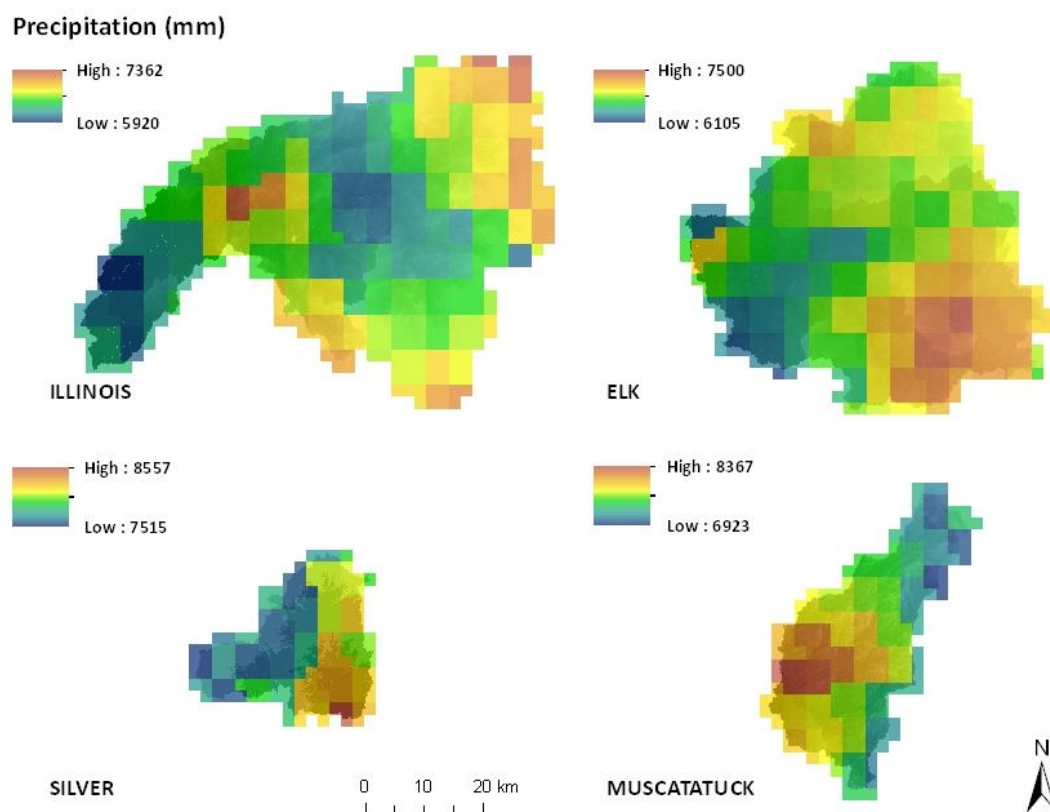 Precipitation (mm)
High : 7362
Low : 5920
ILLINOIS
High : 7500
Low : 6105
ELK
High : 8557
Low : 7515
SILVER
0 10 20 km
High : 8367
Low : 6923
MUSCATATUCK
N